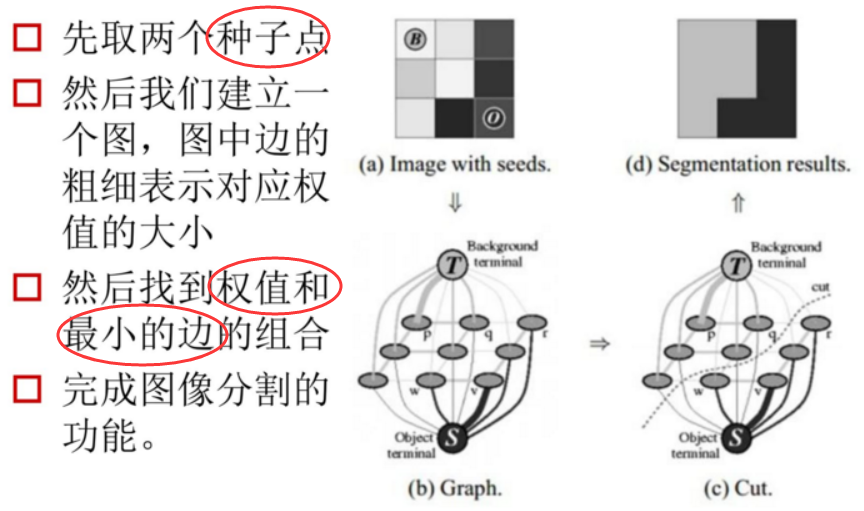 先取两个种子点
然后我们建立一
个图，图中边的
粗细表示对应权
值的大小
然后找到权值和
最小的边的组合
完成图像分割的
功能。
B
O
(a) Image with seeds.
(d) Segmentation results.
Background
terminal
T
p
q
r
w
v
S
Object
terminal
(b) Graph.
Background
terminal
T
cut
p
q
r
w
v
S
Object
terminal
(c) Cut.